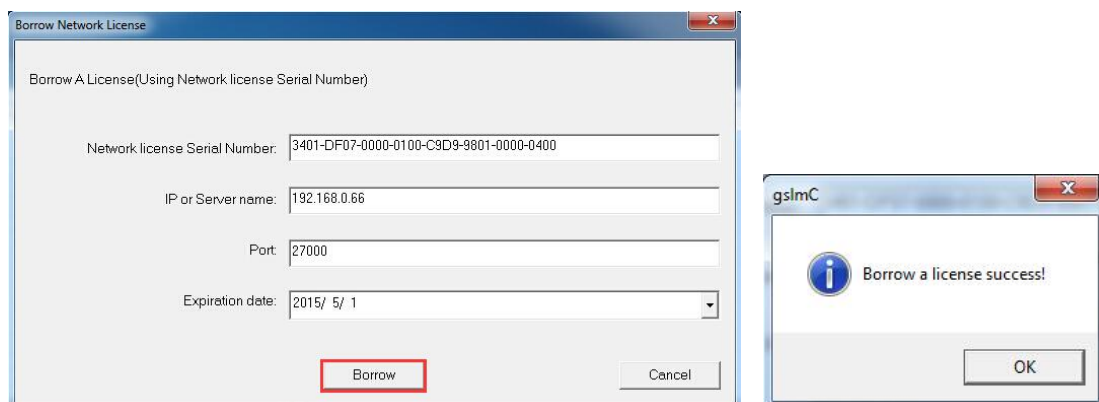 Borrow Network License
Borrow A License(Using Network license Serial Number)
Network license Serial Number: 3401-DF07-0000-0100-C9D9-9801-0000-0400
IP or Server name: 192.168.0.66
Port: 27000
Expiration date: 2015/ 5/ 1
Borrow Cancel
gslmC
Borrow a license success!
OK